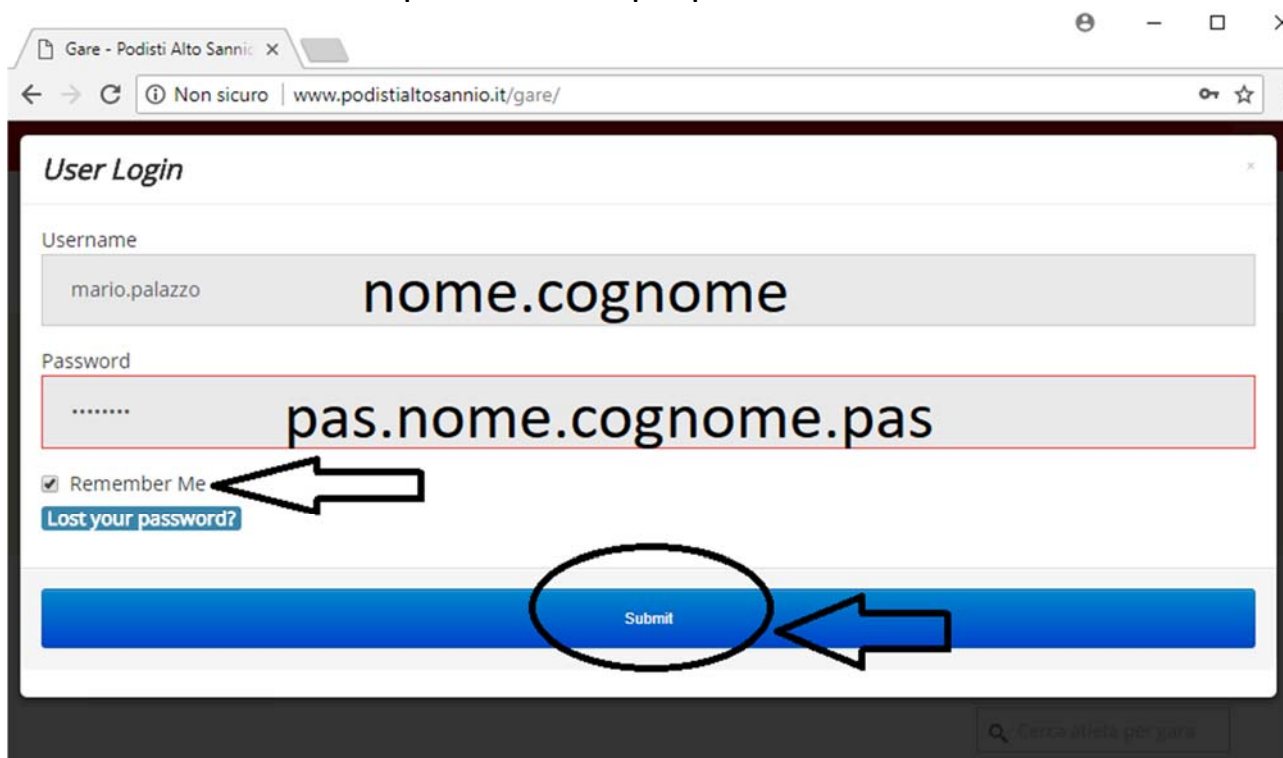 Gare - Podisti Alto Sannio
Non sicuro | www.podistialtosannio.it/gare/
User Login
Username
mario.palazzo nome.cognome
Password
•••••••• pas.nome.cognome.pas
Remember Me
Lost your password?
Submit
Cerca atleta per gara